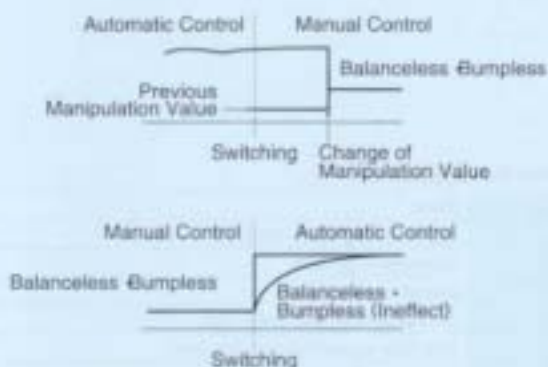 Automatic Control
Manual Control
Balanceless•Bumpless
Previous
Manipulation Value
Switching
Change of
Manipulation Value
Manual Control
Automatic Control
Balanceless•Bumpless
Balanceless•
Bumpless (Ineffect)
Switching